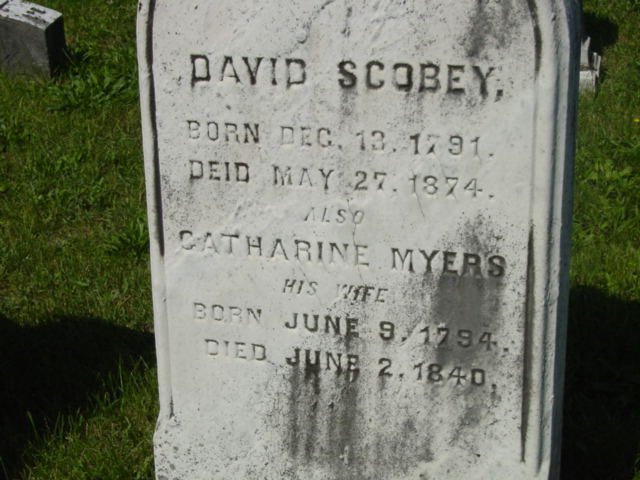 DAVID SCOBEY,
BORN DEC. 13. 1791.
DEID MAY 27. 1874.
ALSO
CATHARINE MYERS
HIS WIFE
BORN JUNE 9, 1794.
DIED JUNE 2. 1840.